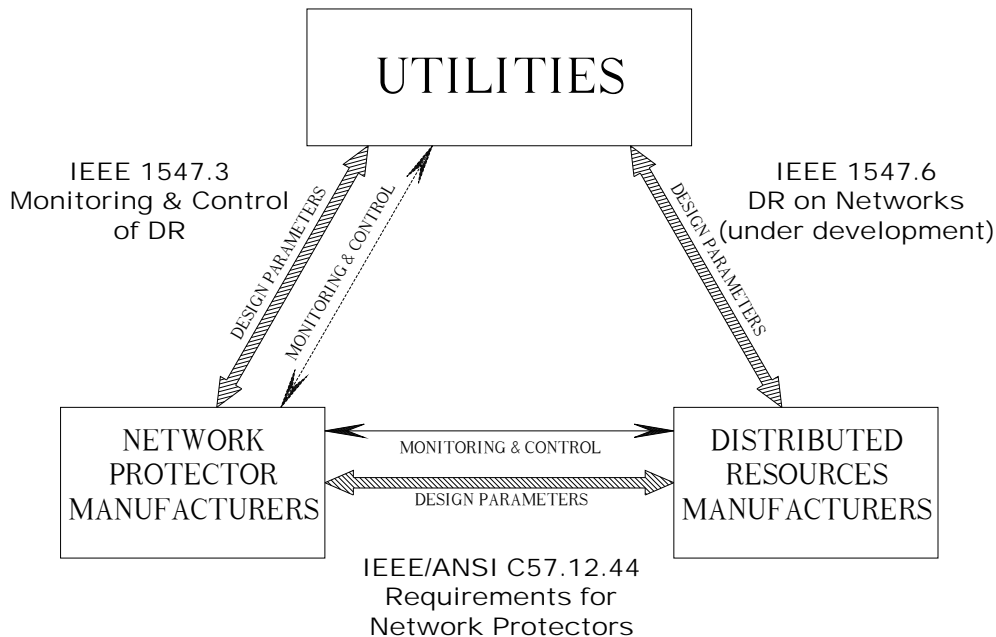 UTILITIES
IEEE 1547.3
Monitoring & Control
of DR
IEEE 1547.6
DR on Networks
(under development)
DESIGN PARAMETERS
MONITORING & CONTROL
DESIGN PARAMETERS
NETWORK
PROTECTOR
MANUFACTURERS
MONITORING & CONTROL
DESIGN PARAMETERS
DISTRIBUTED
RESOURCES
MANUFACTURERS
IEEE/ANSI C57.12.44
Requirements for
Network Protectors